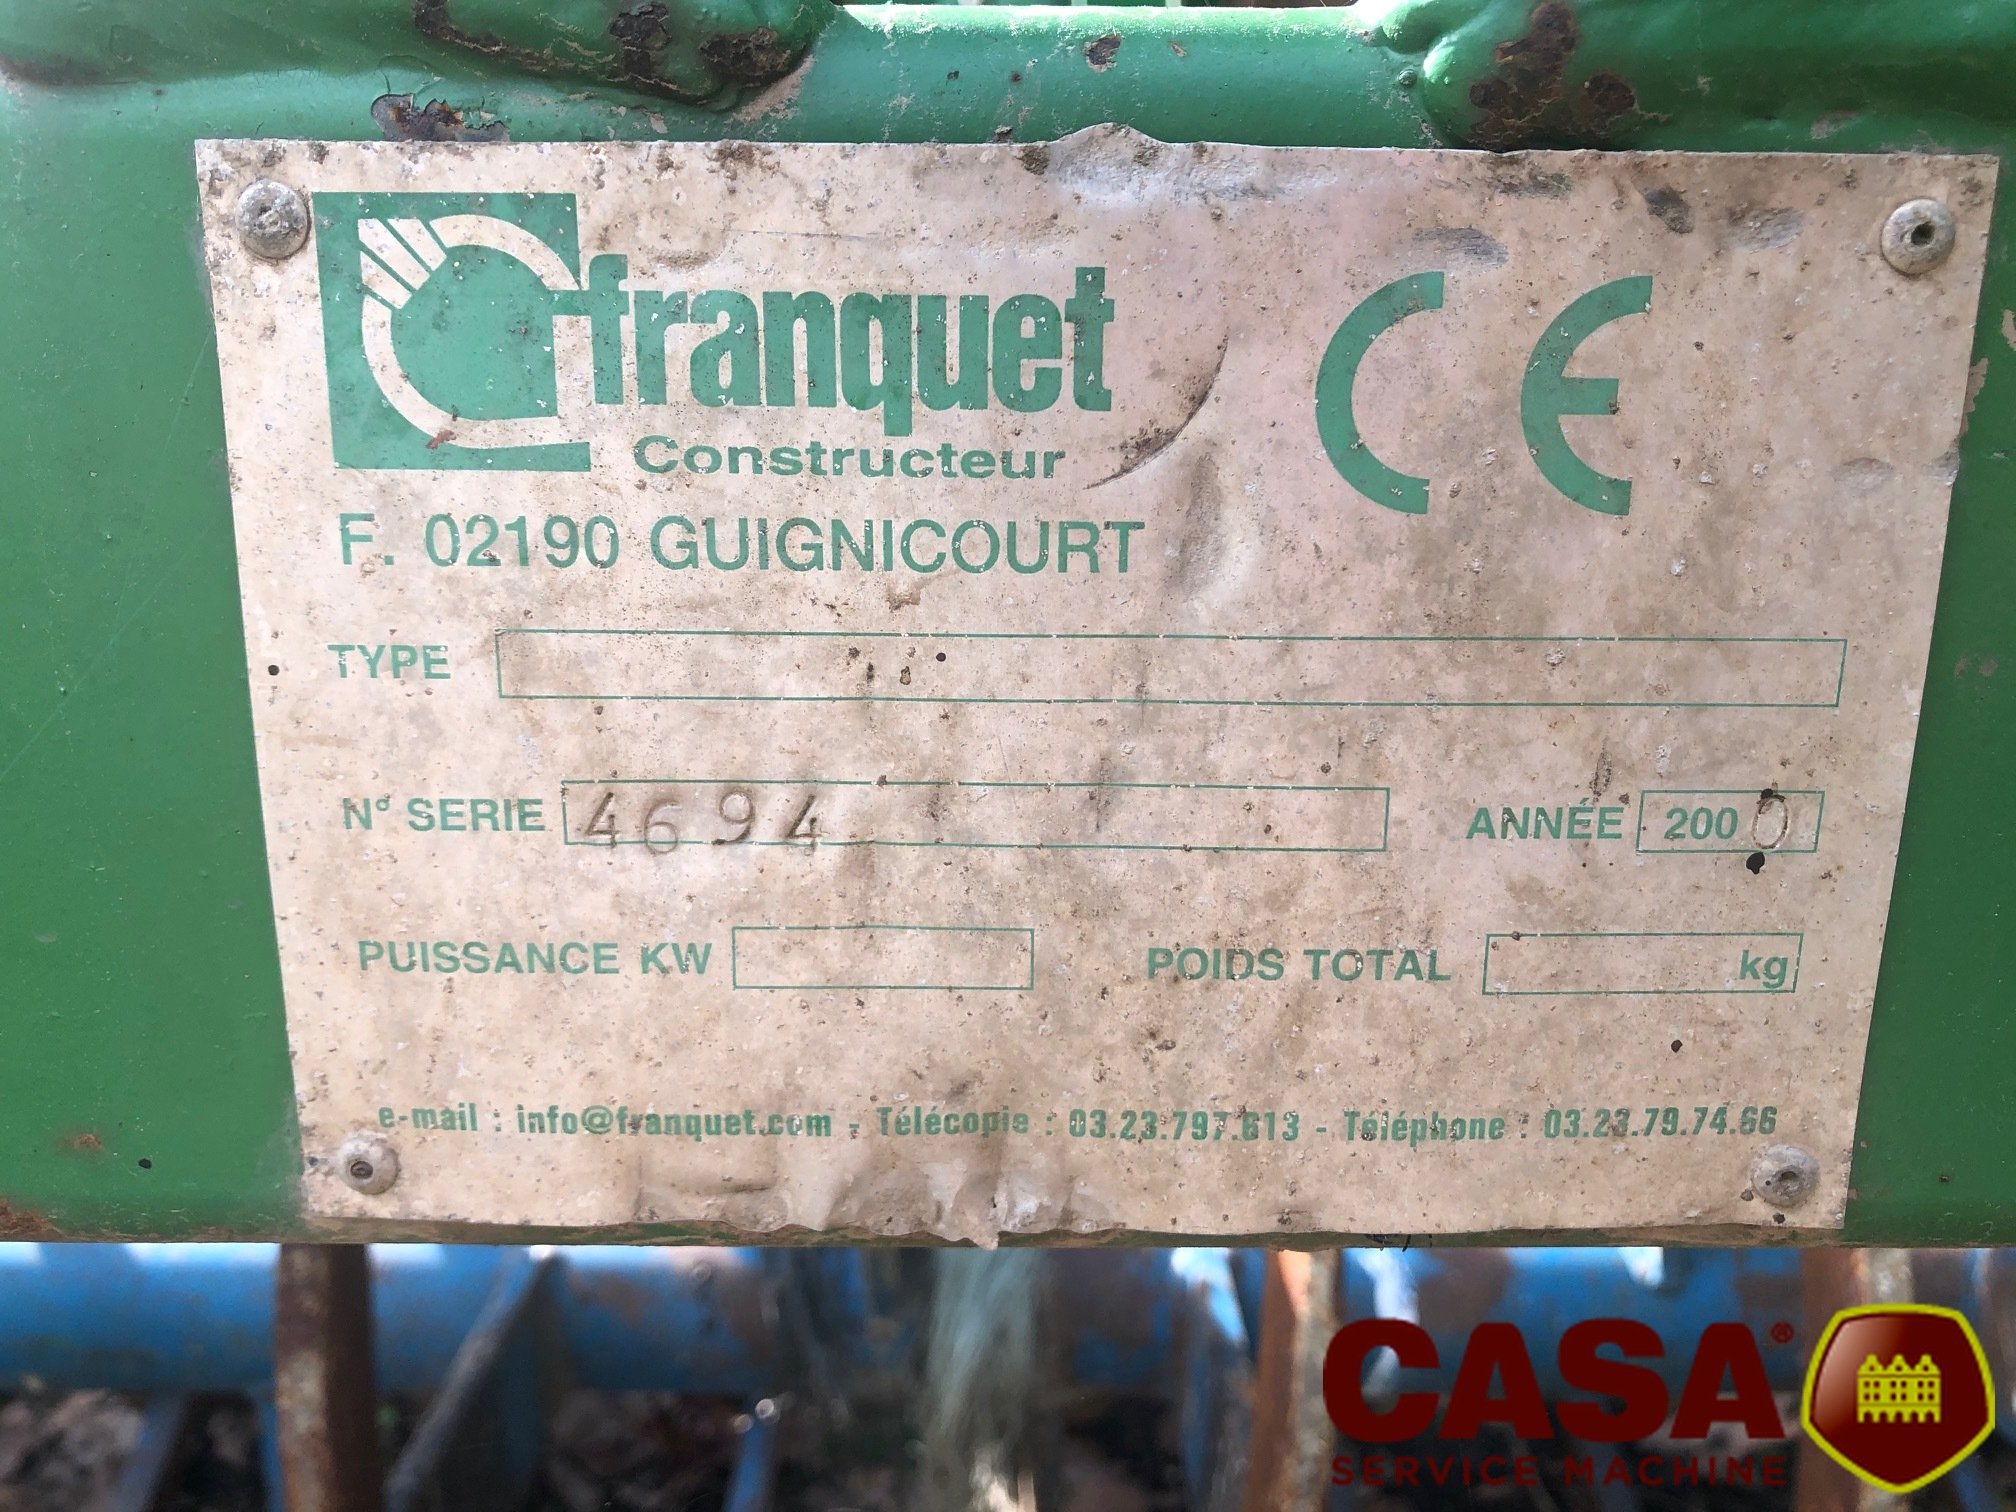 franquet
Constructeur
CE
F. 02190 GUIGNICOURT
TYPE
N° SERIE 4694 ANNÉE 2000
PUISSANCE KW POIDS TOTAL kg
e-mail : info@franquet.com - Télécopie : 03.23.797.613 - Téléphone : 03.23.79.74.66
CASA®
SERVICE MACHINE